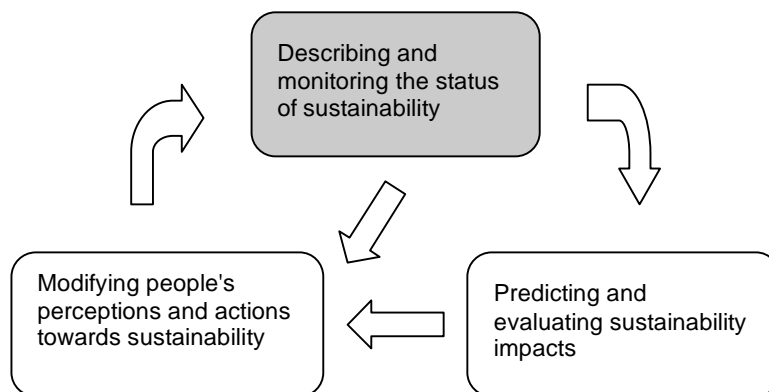 Describing and
monitoring the status
of sustainability
Modifying people's
perceptions and actions
towards sustainability
Predicting and
evaluating sustainability
impacts